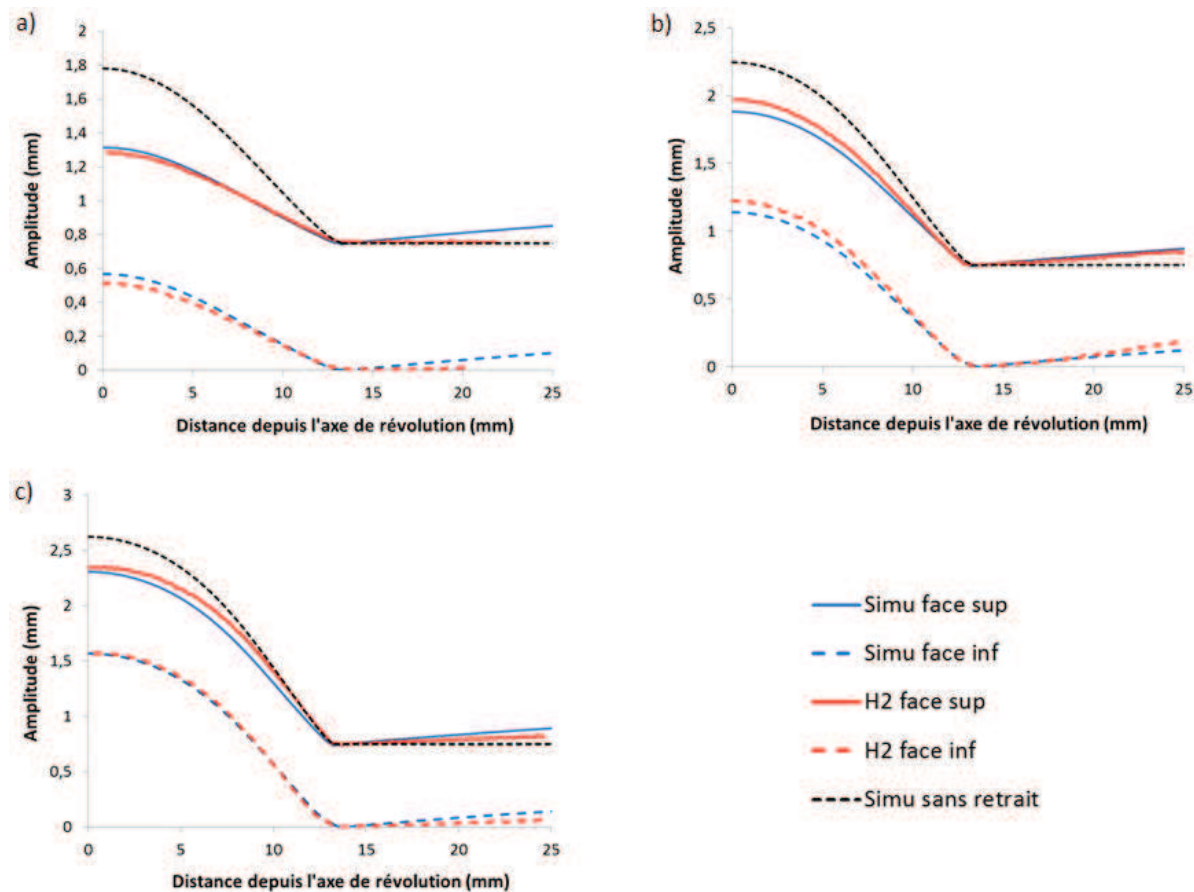 a)
2
1,8
1,6
1,4
1,2
1
0,8
0,6
0,4
0,2
0
Amplitude (mm)
0 5 10 15 20 25
Distance depuis l'axe de révolution (mm)
b)
2,5
2
1,5
1
0,5
0
Amplitude (mm)
0 5 10 15 20 25
Distance depuis l'axe de révolution (mm)
c)
3
2,5
2
1,5
1
0,5
0
Amplitude (mm)
0 5 10 15 20 25
Distance depuis l'axe de révolution (mm)
Simu face sup
Simu face inf
H2 face sup
H2 face inf
Simu sans retrait